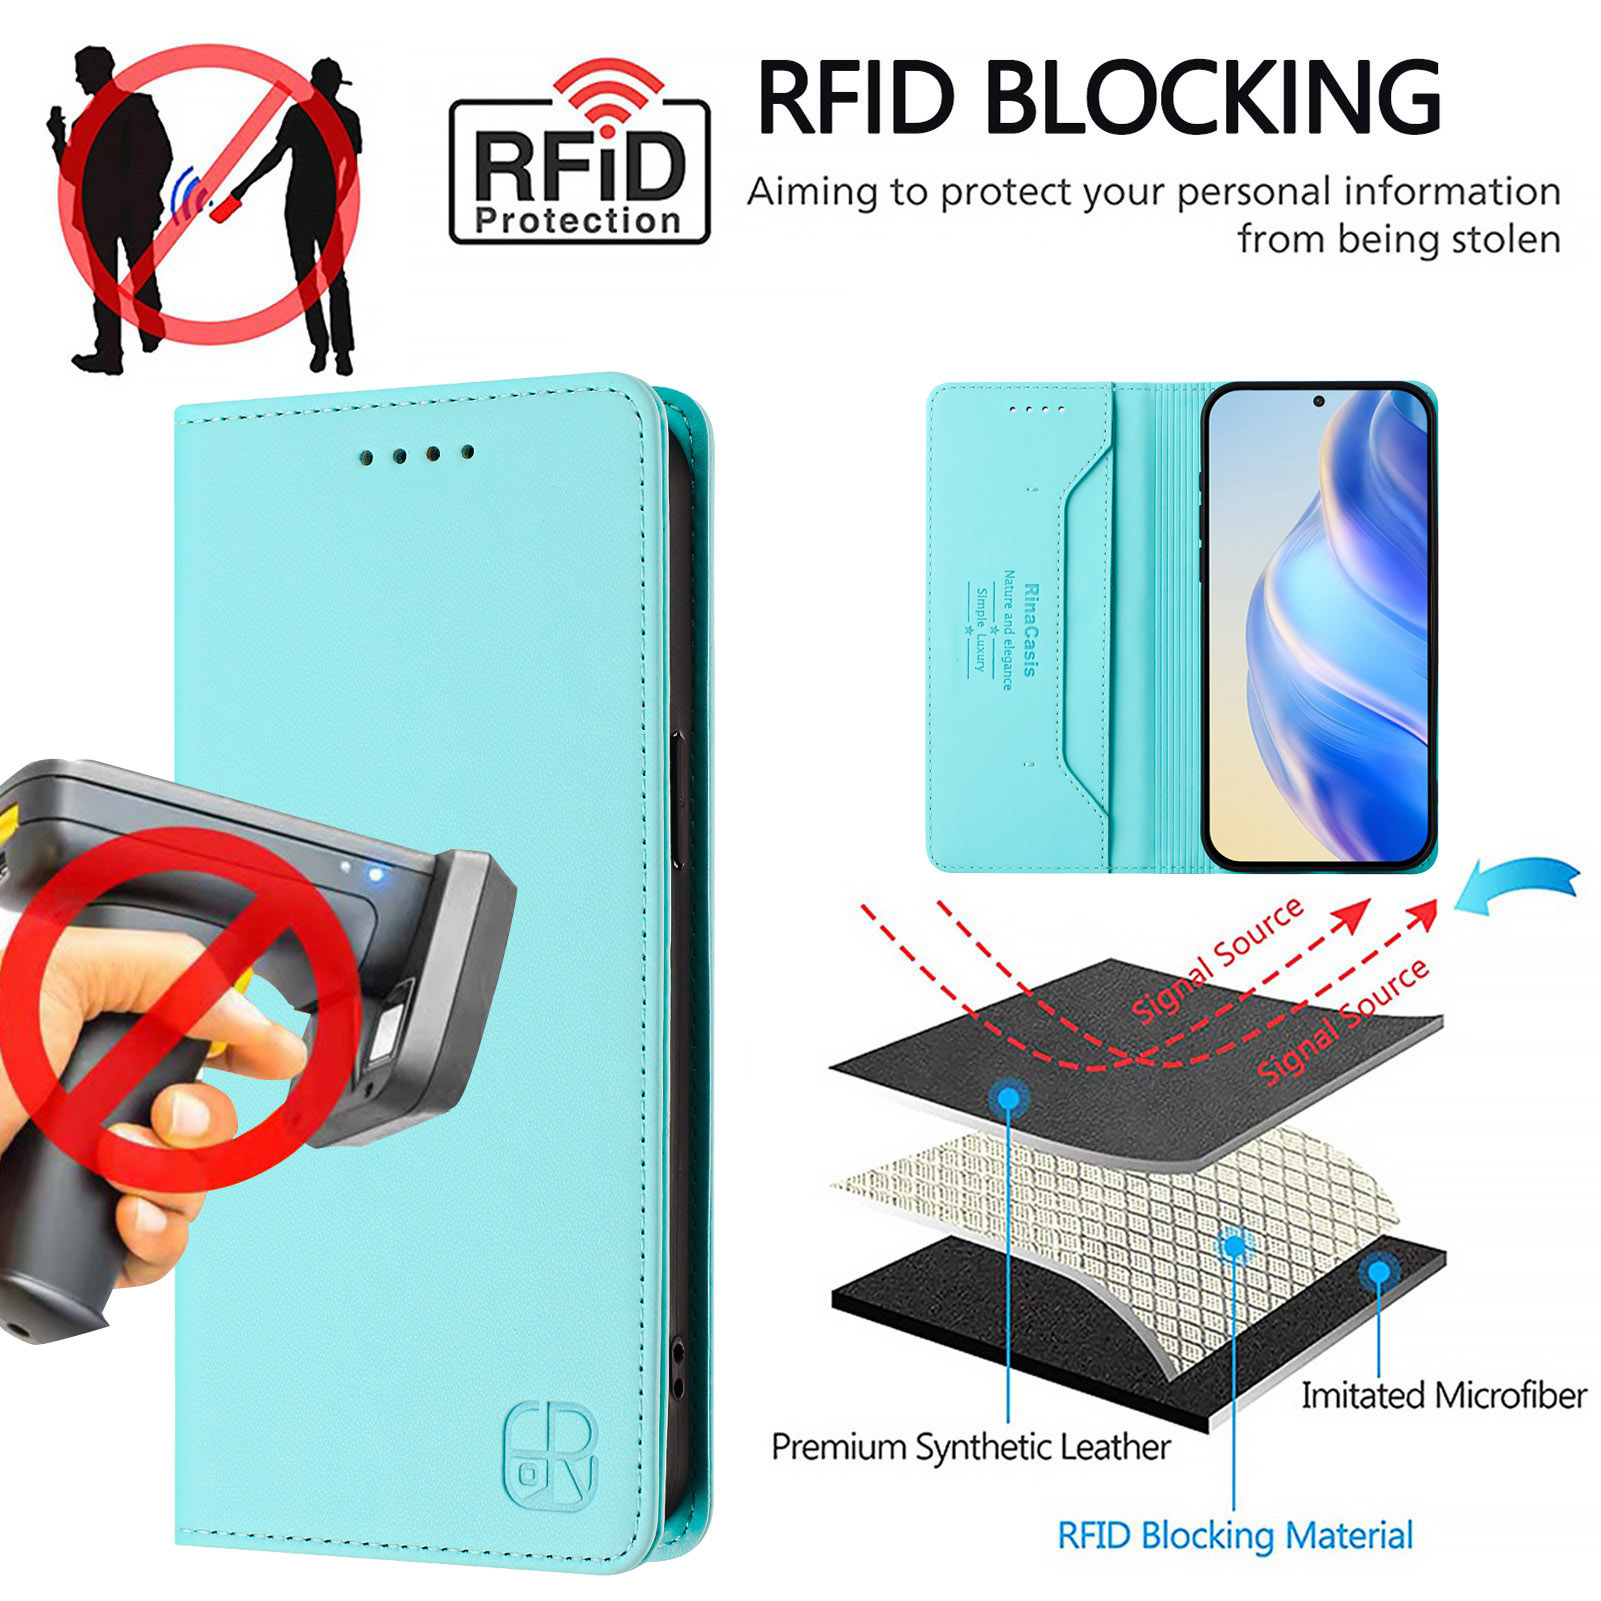 RFiD
Protection
RFID BLOCKING
Aiming to protect your personal information
from being stolen
RinaCasis
Nature and elegance
Simple Luxury
Signal Source
Signal Source
Imitated Microfiber
Premium Synthetic Leather
RFID Blocking Material